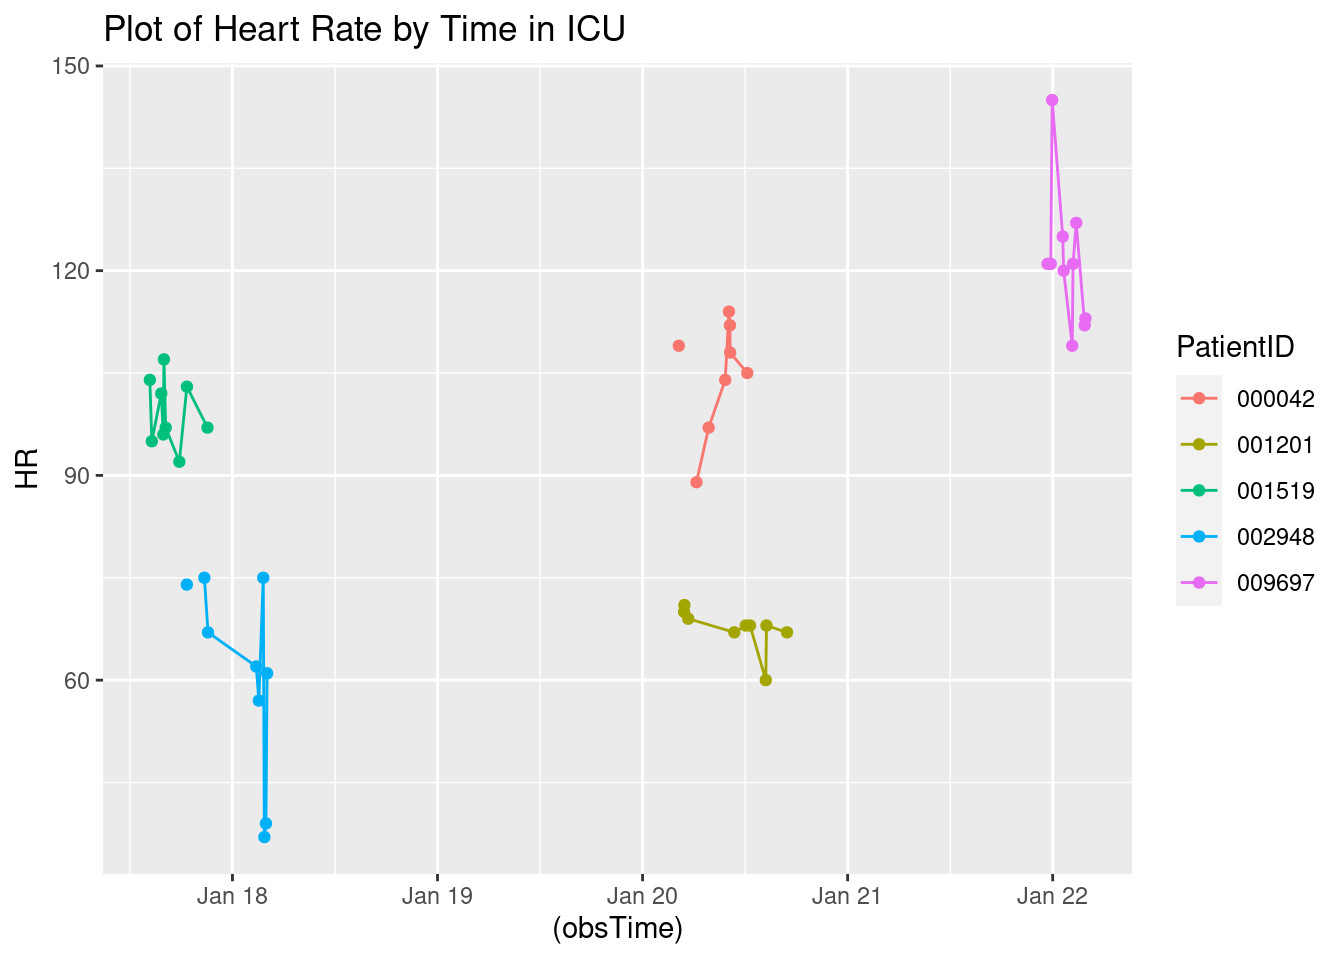 Plot of Heart Rate by Time in ICU
150
120
90
60
HR
Jan 18
Jan 19
Jan 20
Jan 21
Jan 22
(obsTime)
PatientID
000042
001201
001519
002948
009697